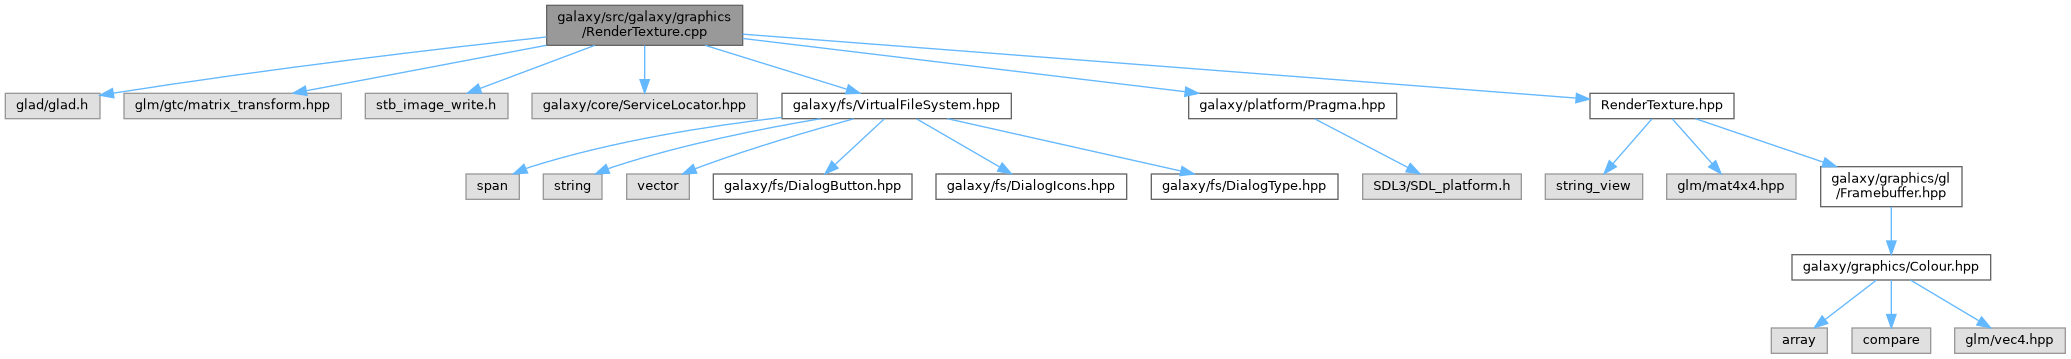 galaxy/src/galaxy/graphics
/RenderTexture.cpp
glad/glad.h
glm/gtc/matrix_transform.hpp
stb_image_write.h
galaxy/core/ServiceLocator.hpp
galaxy/fs/VirtualFileSystem.hpp
galaxy/platform/Pragma.hpp
RenderTexture.hpp
span
string
vector
galaxy/fs/DialogButton.hpp
galaxy/fs/DialogIcons.hpp
galaxy/fs/DialogType.hpp
SDL3/SDL_platform.h
string_view
glm/mat4x4.hpp
galaxy/graphics/gl
/Framebuffer.hpp
galaxy/graphics/Colour.hpp
array
compare
glm/vec4.hpp